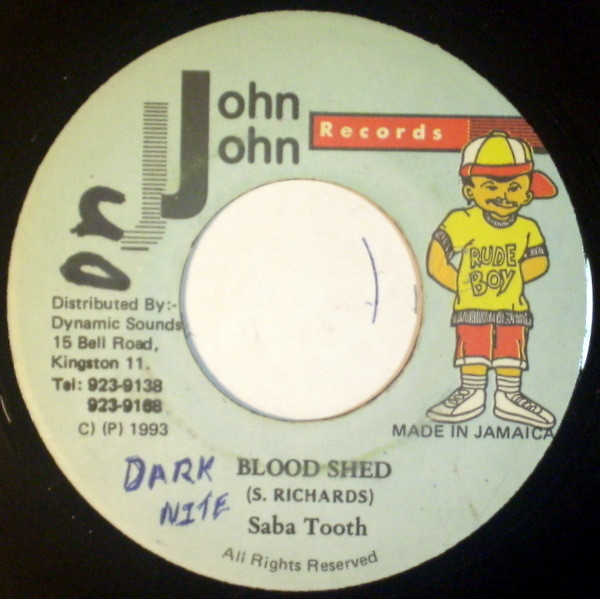 John
John
Records
on
RUDE
BOY
Distributed By:-
Dynamic Sounds
15 Bell Road,
Kingston 11.
Tel: 923-9138
923-9168
C) (P) 1993
MADE IN JAMAICA
DARK
NITE
BLOOD SHED
(S. RICHARDS)
Saba Tooth
All Rights Reserved